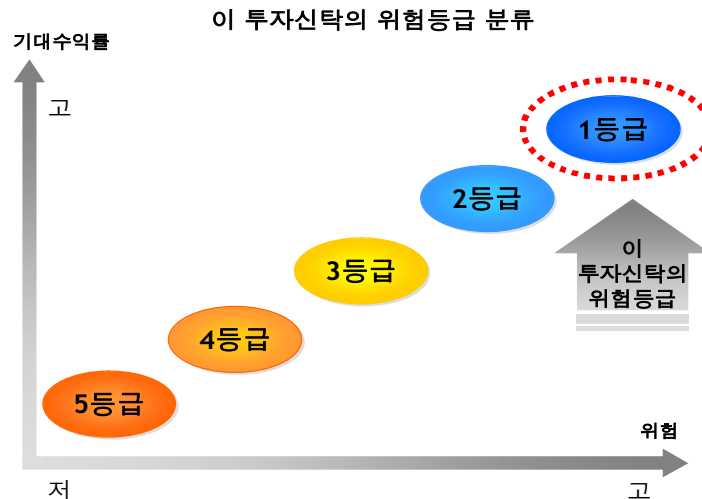 이 투자신탁의 위험등급 분류
기대수익률
고
1등급
2등급
3등급
4등급
5등급
이
투자신탁의
위험등급
위험
저
고